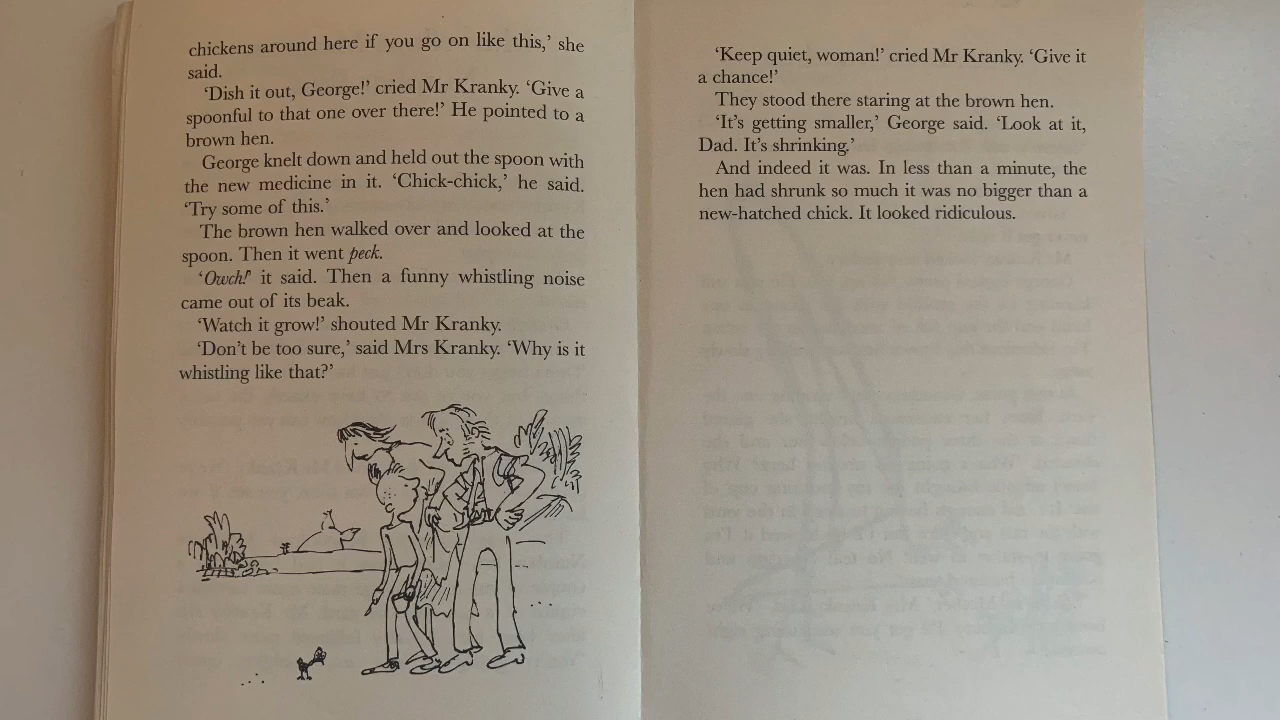 chickens around here if you go on like this,’ she
said.
‘Dish it out, George!’ cried Mr Kranky. ‘Give a
spoonful to that one over there!’ He pointed to a
brown hen.
George knelt down and held out the spoon with
the new medicine in it. ‘Chick-chick,’ he said.
‘Try some of this.’
The brown hen walked over and looked at the
spoon. Then it went peck.
‘Owch!’ it said. Then a funny whistling noise
came out of its beak.
‘Watch it grow!’ shouted Mr Kranky.
‘Don’t be too sure,’ said Mrs Kranky. ‘Why is it
whistling like that?’
‘Keep quiet, woman!’ cried Mr Kranky. ‘Give it
a chance!’
They stood there staring at the brown hen.
‘It’s getting smaller,’ George said. ‘Look at it,
Dad. It’s shrinking.’
And indeed it was. In less than a minute, the
hen had shrunk so much it was no bigger than a
new-hatched chick. It looked ridiculous.